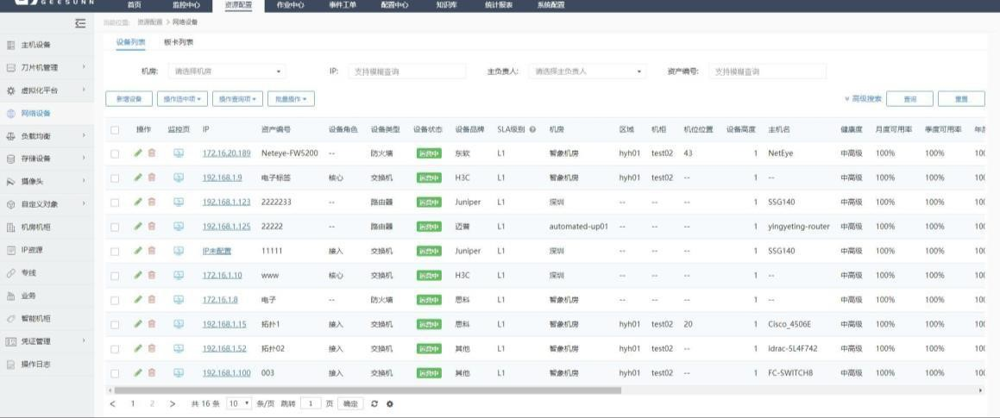 GEESUNN 首页 监控中心 资源配置 作业中心 事件工单 配置中心 知识库 统计报表 系统配置
当前位置: 资源配置 > 网络设备
主机设备
刀片机管理
虚拟化平台
网络设备
负载均衡
存储设备
摄像头
自定义对象
机房机柜
IP资源
专线
业务
智能机柜
凭证管理
操作日志
设备列表 板卡列表
机房: 请选择机房 IP: 支持模糊查询 主负责人: 请选择主负责人 资产编号: 支持模糊查询
新增设备 操作选中项 操作查询项 批量操作 高级搜索 查询 重置
操作 监控页 IP 资产编号 设备角色 设备类型 设备状态 设备品牌 SLA级别 机房 区域 机柜 机位位置 设备高度 主机名 健康度 月度可用率 季度可用率
172.16.20.189 Neteye-FW5200 -- 防火墙 运营中 东软 L1 智象机房 hyh01 test02 43 1 NetEye 中高级 100% 100% 100
192.168.1.9 电子标签 核心 交换机 运营中 H3C L1 智象机房 hyh01 test02 -- 1 -- 中高级 100% 100% 100
192.168.1.123 2222233 -- 路由器 运营中 Juniper L1 深圳 -- -- -- 1 SSG140 中高级 100% 100% 100
192.168.1.125 22222 -- 路由器 运营中 迈普 L1 automated-up01 -- -- -- 1 yingyeting-router 中高级 100% 100% 100
IP未配置 11111 接入 交换机 运营中 Juniper L1 深圳 -- -- -- 1 SSG140 中高级 100% 100% 100
172.16.1.10 www 核心 交换机 运营中 H3C L1 深圳 -- -- -- 1 -- 中高级 100% 100% 100
172.16.1.8 电子 -- 防火墙 运营中 思科 L1 智象机房 -- -- -- 1 -- 中高级 100% 100% 100
192.168.1.15 拓扑1 接入 交换机 运营中 思科 L1 智象机房 hyh01 test02 20 1 Cisco_4506E 中高级 100% 100% 100
192.168.1.52 拓扑02 接入 交换机 运营中 其他 L1 智象机房 hyh01 test02 -- 1 idrac-5L4F742 中高级 100% 100% 100
192.168.1.100 003 接入 交换机 运营中 其他 L1 智象机房 hyh01 test02 -- 1 FC-SWITCH8 中高级 100% 100% 100
< 1 2 > 共 16 条 10 条/页 跳转 1 页 确定